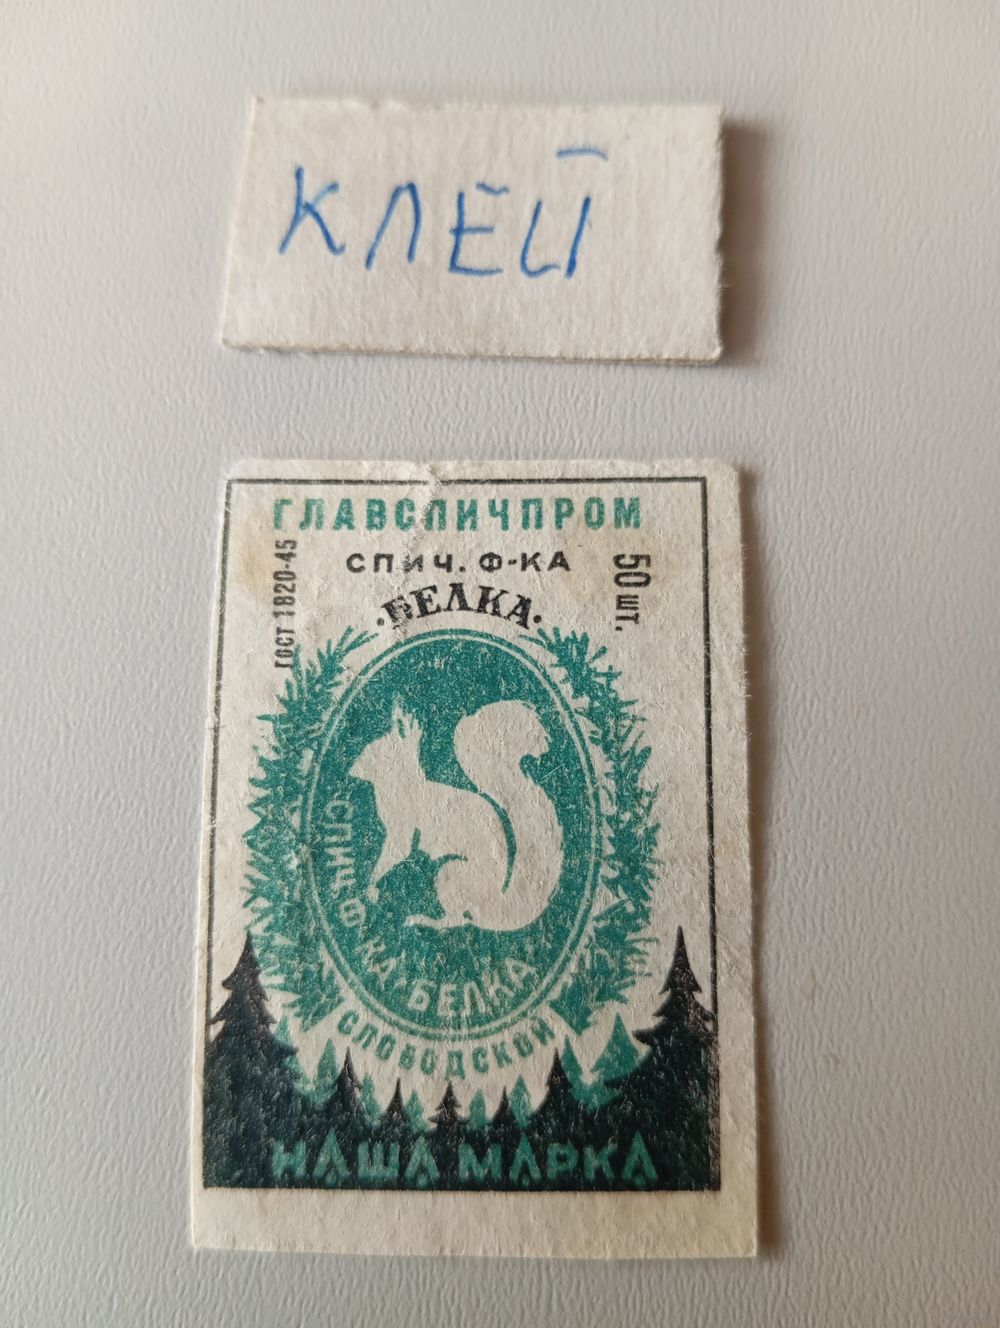 КЛЕЙ
ГЛАВСПИЧПРОМ
СПИЧ. Ф-КА
·БЕЛКА·
ГОСТ 1820-45
50 ШТ.
СПИЧ. Ф-КА·БЕЛКА
СЛОБОДСКОЙ
НАША МАРКА